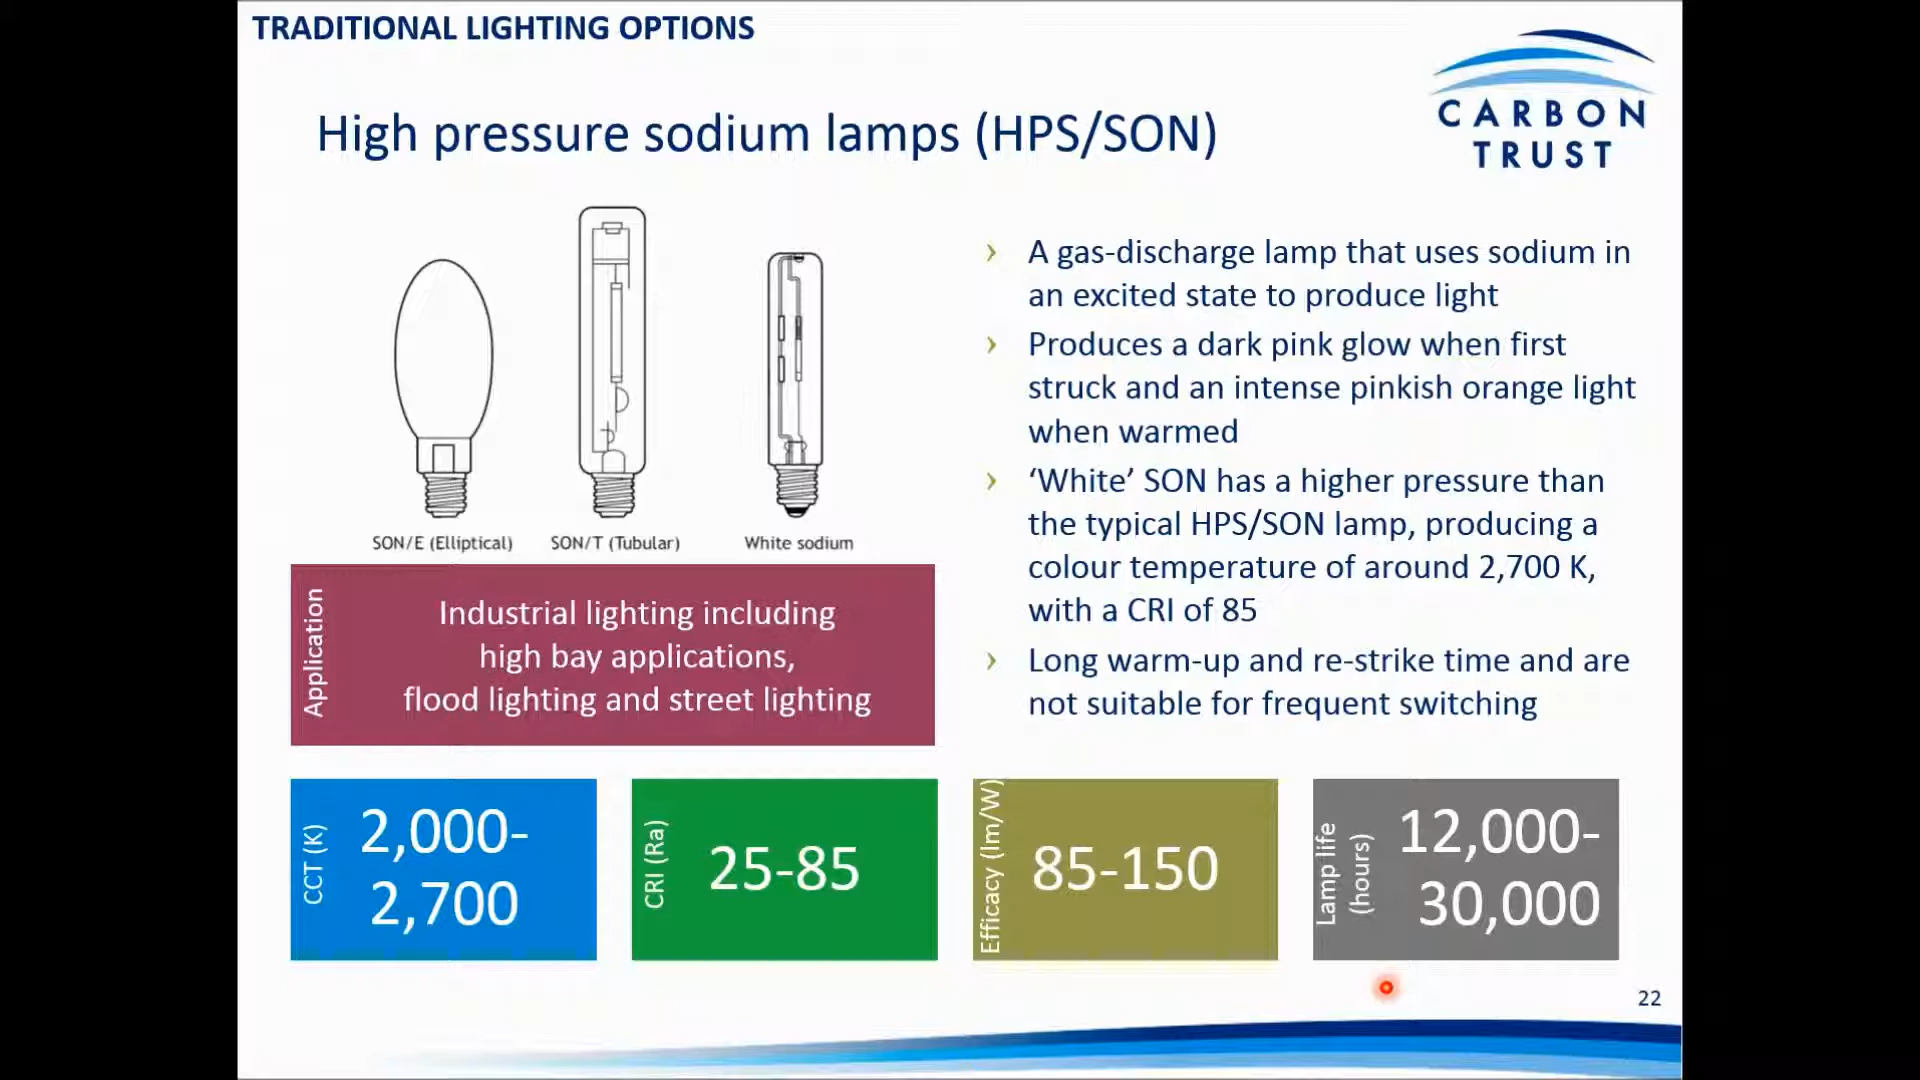 TRADITIONAL LIGHTING OPTIONS
CARBON
TRUST
High pressure sodium lamps (HPS/SON)
SON/E (Elliptical)
SON/T (Tubular)
White sodium
› A gas-discharge lamp that uses sodium in
an excited state to produce light
› Produces a dark pink glow when first
struck and an intense pinkish orange light
when warmed
› ‘White’ SON has a higher pressure than
the typical HPS/SON lamp, producing a
colour temperature of around 2,700 K,
with a CRI of 85
› Long warm-up and re-strike time and are
not suitable for frequent switching
Application
Industrial lighting including
high bay applications,
flood lighting and street lighting
CCT (K)
2,000-
2,700
CRI (Ra)
25-85
Efficacy (lm/W)
85-150
Lamp life
(hours)
12,000-
30,000
22